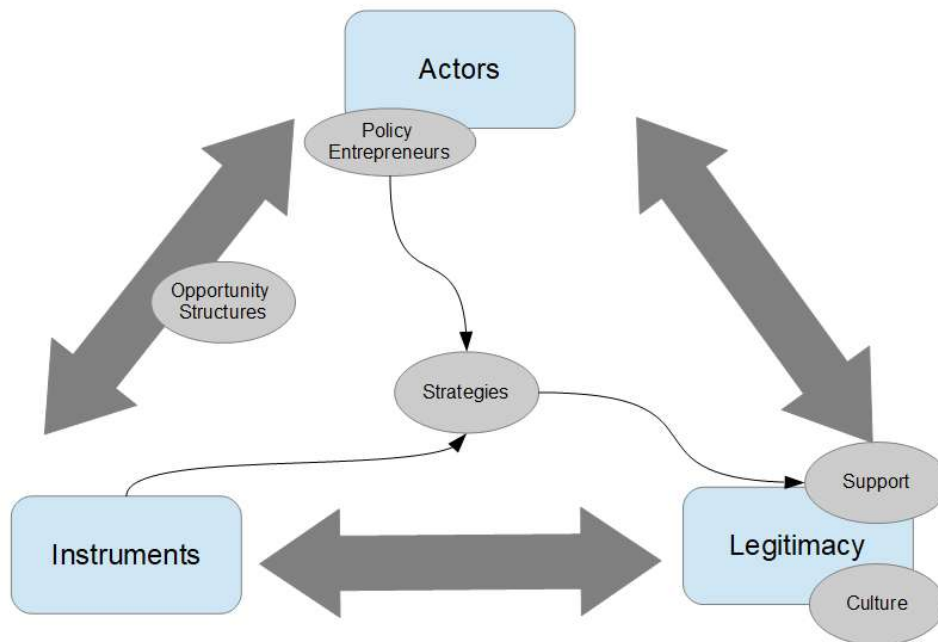 Actors
Policy
Entrepreneurs
Opportunity
Structures
Strategies
Support
Instruments
Legitimacy
Culture